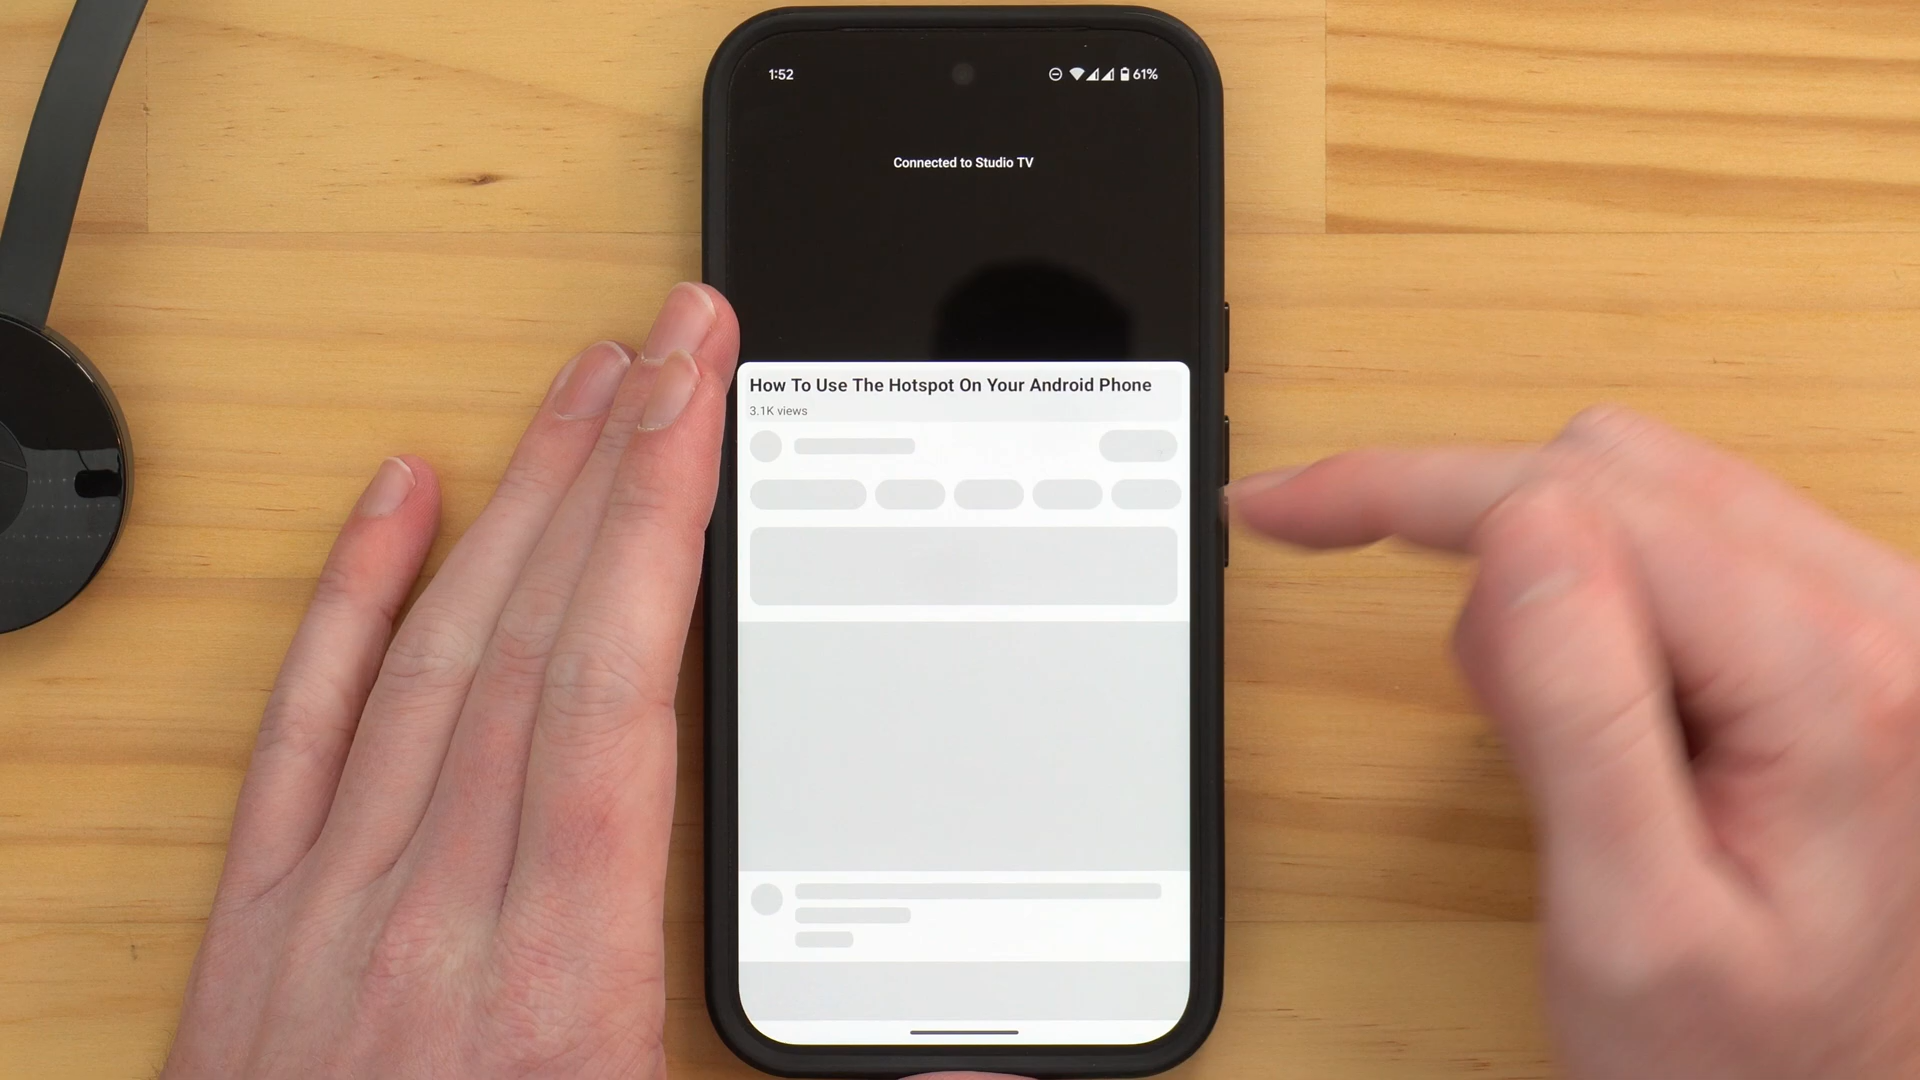 1:52
61%
Connected to Studio TV
How To Use The Hotspot On Your Android Phone
3.1K views